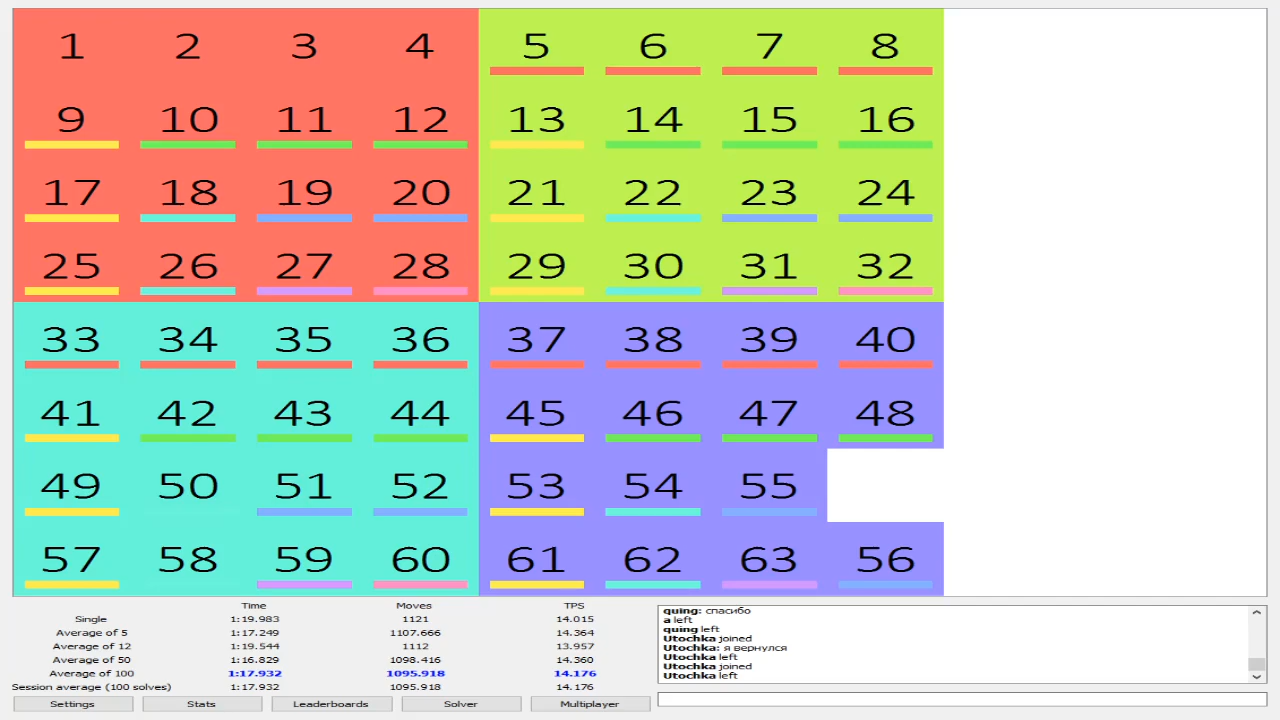 1 2 3 4 5 6 7 8
9 10 11 12 13 14 15 16
17 18 19 20 21 22 23 24
25 26 27 28 29 30 31 32
33 34 35 36 37 38 39 40
41 42 43 44 45 46 47 48
49 50 51 52 53 54 55
57 58 59 60 61 62 63 56
Time Moves TPS
Single 1:19.983 1121 14.015
Average of 5 1:17.249 1107.666 14.364
Average of 12 1:19.544 1112 13.957
Average of 50 1:16.829 1098.416 14.360
Average of 100 1:17.932 1095.918 14.176
Session average (100 solves) 1:17.932 1095.918 14.176
Settings Stats Leaderboards Solver Multiplayer
quing: спасибо
a left
quing left
Utochka joined
Utochka: я вернулся
Utochka left
Utochka joined
Utochka left